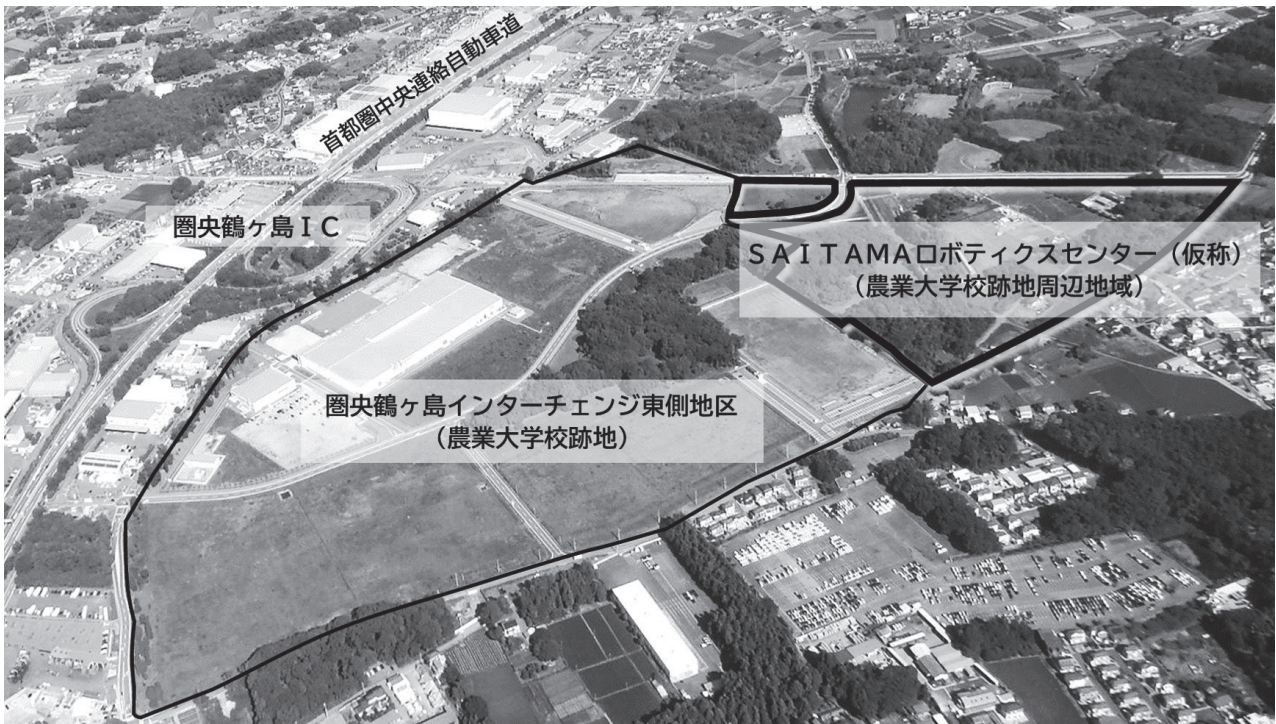 首都圏中央連絡自動車道
圏央鶴ヶ島ＩＣ
ＳＡＩＴＡＭＡロボティクスセンター（仮称）
（農業大学校跡地周辺地域）
圏央鶴ヶ島インターチェンジ東側地区
（農業大学校跡地）